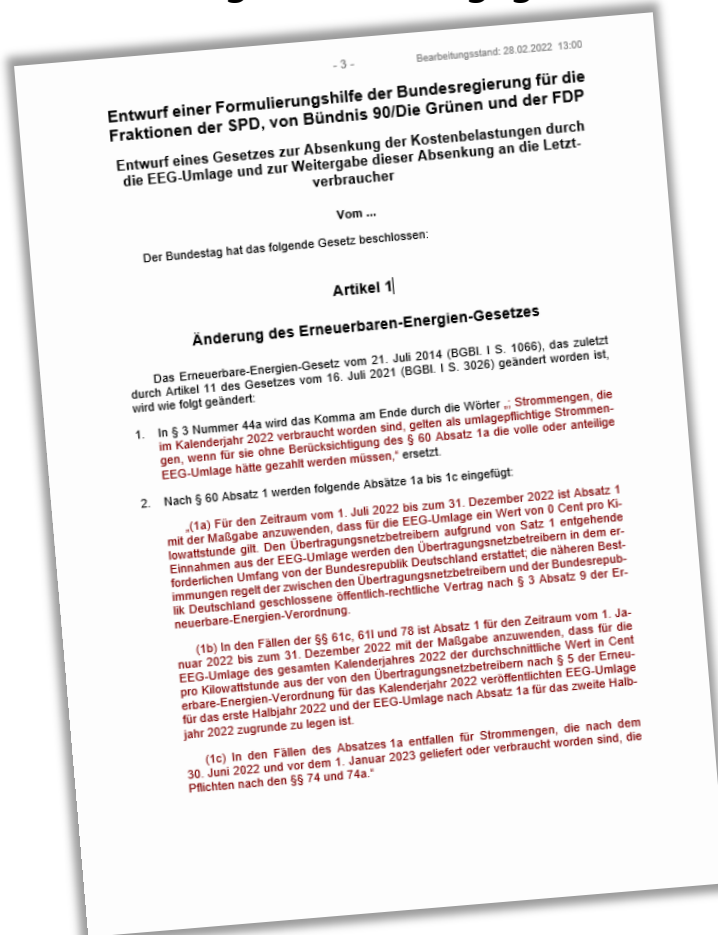 - 3 -
Bearbeitungsstand: 28.02.2022 13:00
Entwurf einer Formulierungshilfe der Bundesregierung für die
Fraktionen der SPD, von Bündnis 90/Die Grünen und der FDP
Entwurf eines Gesetzes zur Absenkung der Kostenbelastungen durch
die EEG-Umlage und zur Weitergabe dieser Absenkung an die Letzt-
verbraucher
Vom ...
Der Bundestag hat das folgende Gesetz beschlossen:
Artikel 1
Änderung des Erneuerbaren-Energien-Gesetzes
Das Erneuerbare-Energien-Gesetz vom 21. Juli 2014 (BGBl. I S. 1066), das zuletzt
durch Artikel 11 des Gesetzes vom 16. Juli 2021 (BGBl. I S. 3026) geändert worden ist,
wird wie folgt geändert:
1. In § 3 Nummer 44a wird das Komma am Ende durch die Wörter „; Strommengen, die
im Kalenderjahr 2022 verbraucht worden sind, gelten als umlagepflichtige Strommen-
gen, wenn für sie ohne Berücksichtigung des § 60 Absatz 1a die volle oder anteilige
EEG-Umlage hätte gezahlt werden müssen,“ ersetzt.
2. Nach § 60 Absatz 1 werden folgende Absätze 1a bis 1c eingefügt:
„(1a) Für den Zeitraum vom 1. Juli 2022 bis zum 31. Dezember 2022 ist Absatz 1
mit der Maßgabe anzuwenden, dass für die EEG-Umlage ein Wert von 0 Cent pro Ki-
lowattstunde gilt. Den Übertragungsnetzbetreibern aufgrund von Satz 1 entgehende
Einnahmen aus der EEG-Umlage werden den Übertragungsnetzbetreibern in dem er-
forderlichen Umfang von der Bundesrepublik Deutschland erstattet; die näheren Best-
immungen regelt der zwischen den Übertragungsnetzbetreibern und der Bundesrepub-
lik Deutschland geschlossene öffentlich-rechtliche Vertrag nach § 3 Absatz 9 der Er-
neuerbare-Energien-Verordnung.
(1b) In den Fällen der §§ 61c, 61l und 78 ist Absatz 1 für den Zeitraum vom 1. Ja-
nuar 2022 bis zum 31. Dezember 2022 mit der Maßgabe anzuwenden, dass für die
EEG-Umlage des gesamten Kalenderjahres 2022 der durchschnittliche Wert in Cent
pro Kilowattstunde aus der von den Übertragungsnetzbetreibern nach § 5 der Erneu-
erbare-Energien-Verordnung für das Kalenderjahr 2022 veröffentlichten EEG-Umlage
für das erste Halbjahr 2022 und der EEG-Umlage nach Absatz 1a für das zweite Halb-
jahr 2022 zugrunde zu legen ist.
(1c) In den Fällen des Absatzes 1a entfallen für Strommengen, die nach dem
30. Juni 2022 und vor dem 1. Januar 2023 geliefert oder verbraucht worden sind, die
Pflichten nach den §§ 74 und 74a.“